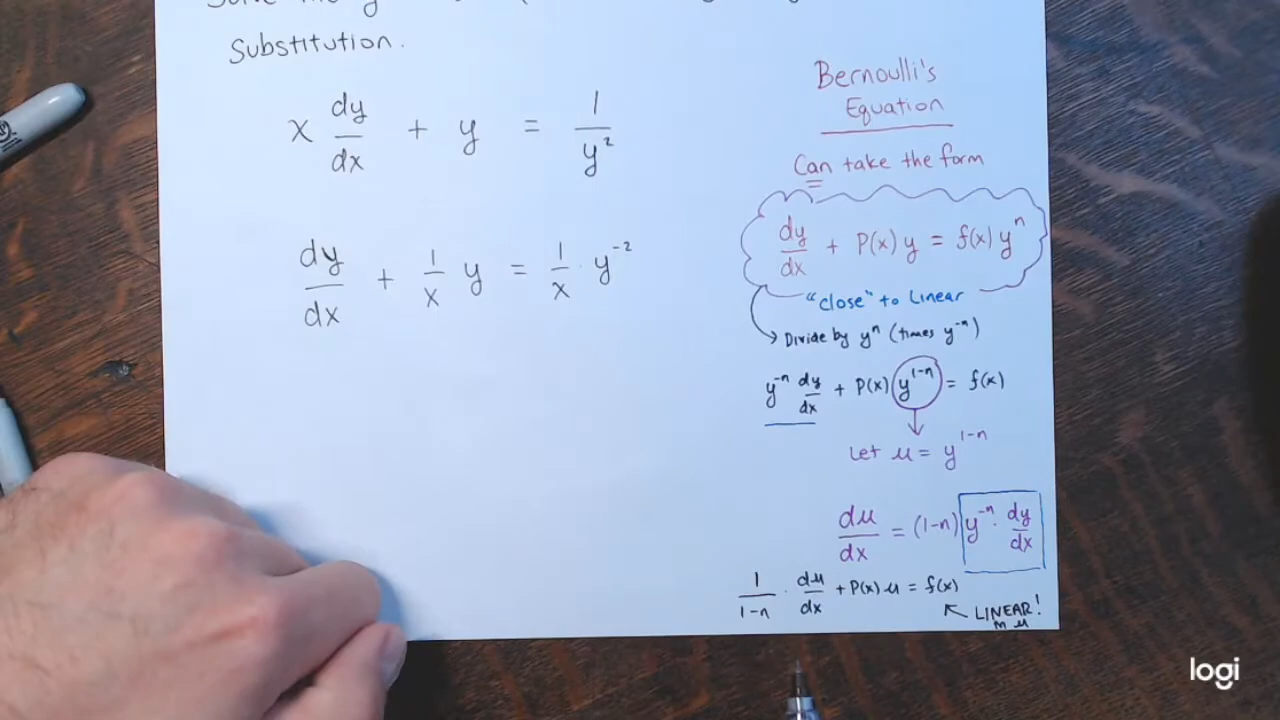 Substitution.
x dy/dx + y = 1/y²
dy/dx + 1/x y = 1/x · y⁻²
Bernoulli's
Equation
Can take the form
dy/dx + P(x) y = f(x) yⁿ
"close" to Linear
Divide by yⁿ (times y⁻ⁿ)
y⁻ⁿ dy/dx + P(x) y¹⁻ⁿ = f(x)
Let u = y¹⁻ⁿ
du/dx = (1-n) y⁻ⁿ · dy/dx
1/1-n · du/dx + P(x) u = f(x)
LINEAR!
in u
logi